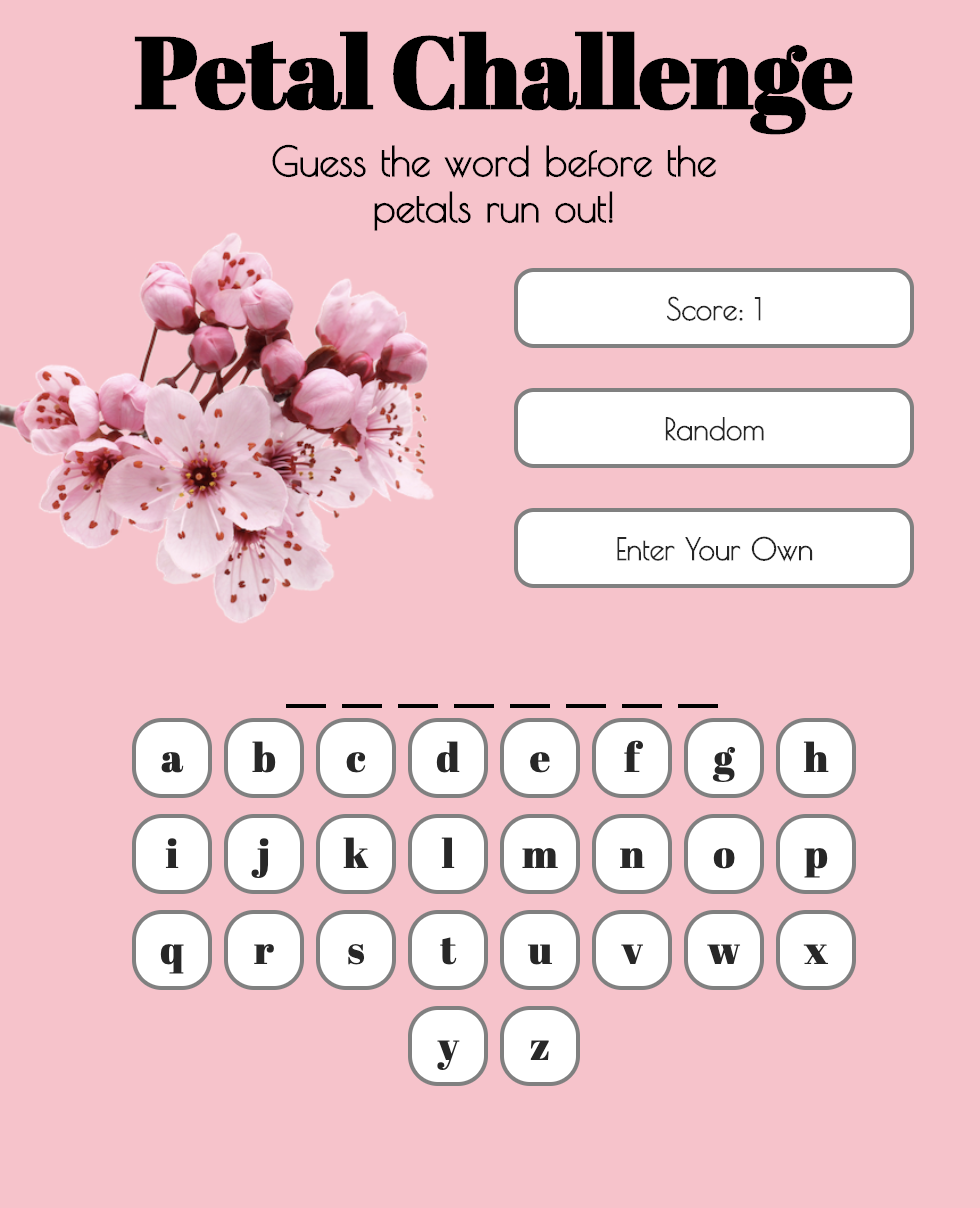 Petal Challenge
Guess the word before the
petals run out!
Score: 1
Random
Enter Your Own
_ _ _ _ _ _ _ _
a b c d e f g h
i j k l m n o p
q r s t u v w x
y z